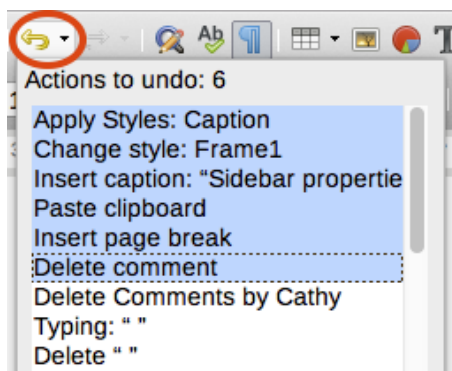 Actions to undo: 6
Apply Styles: Caption
Change style: Frame1
Insert caption: “Sidebar propertie
Paste clipboard
Insert page break
Delete comment
Delete Comments by Cathy
Typing: “ ”
Delete “ ”